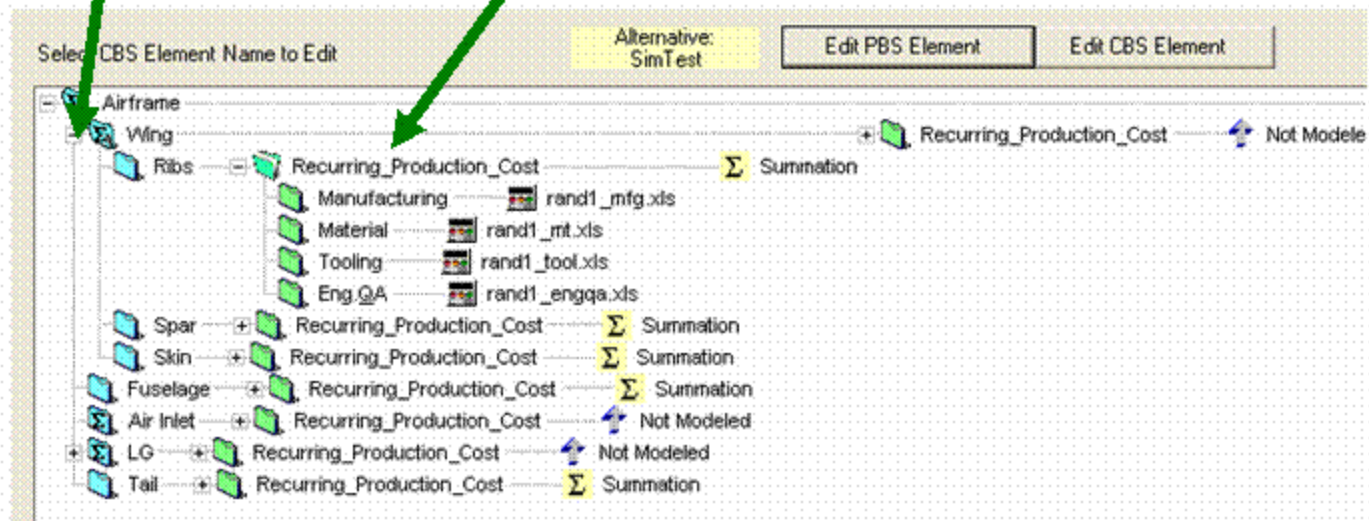 Select CBS Element Name to Edit
Alternative:
SimTest
Edit PBS Element
Edit CBS Element
Airframe
Wing Recurring_Production_Cost Not Modele
Ribs Recurring_Production_Cost Σ Summation
Manufacturing rand1_mfg.xls
Material rand1_mt.xls
Tooling rand1_tool.xls
Eng.QA rand1_engqa.xls
Spar Recurring_Production_Cost Σ Summation
Skin Recurring_Production_Cost Σ Summation
Fuselage Recurring_Production_Cost Σ Summation
Air Inlet Recurring_Production_Cost Not Modeled
LG Recurring_Production_Cost Not Modeled
Tail Recurring_Production_Cost Σ Summation